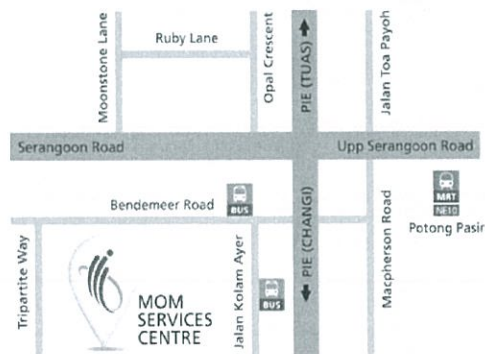 Moonstone Lane
Ruby Lane
Opal Crescent
PIE (TUAS)
Jalan Toa Payoh
Serangoon Road
Upp Serangoon Road
Bendemeer Road
BUS
MRT
NE10
Potong Pasir
Tripartite Way
MOM
SERVICES
CENTRE
Jalan Kolam Ayer
BUS
PIE (CHANGI)
Macpherson Road